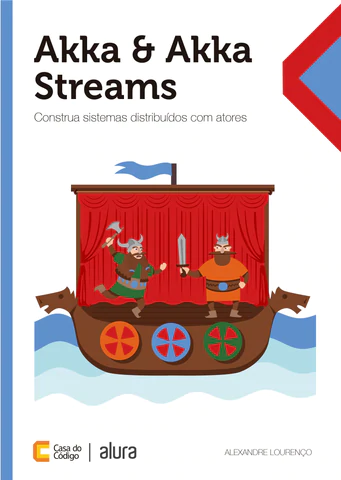 Akka & Akka
Streams
Construa sistemas distribuídos com atores
Casa do
Código
alura
ALEXANDRE LOURENÇO